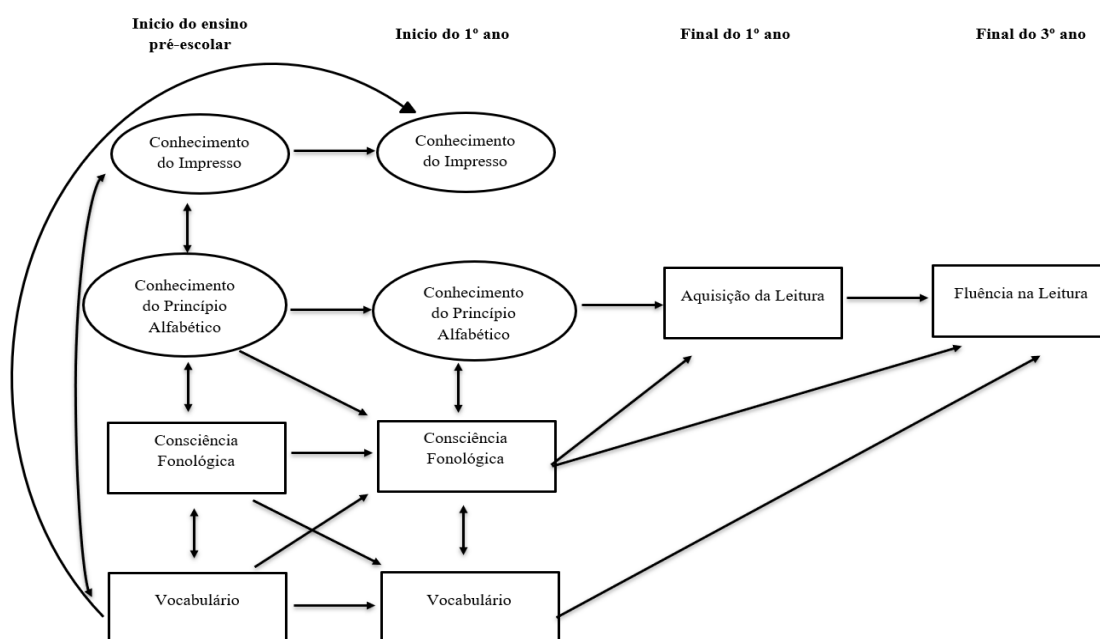 Inicio do ensino
pré-escolar
Inicio do 1º ano
Final do 1º ano
Final do 3º ano
Conhecimento
do Impresso
Conhecimento
do Impresso
Conhecimento
do Princípio
Alfabético
Conhecimento
do Princípio
Alfabético
Aquisição da Leitura
Fluência na Leitura
Consciência
Fonológica
Consciência
Fonológica
Vocabulário
Vocabulário